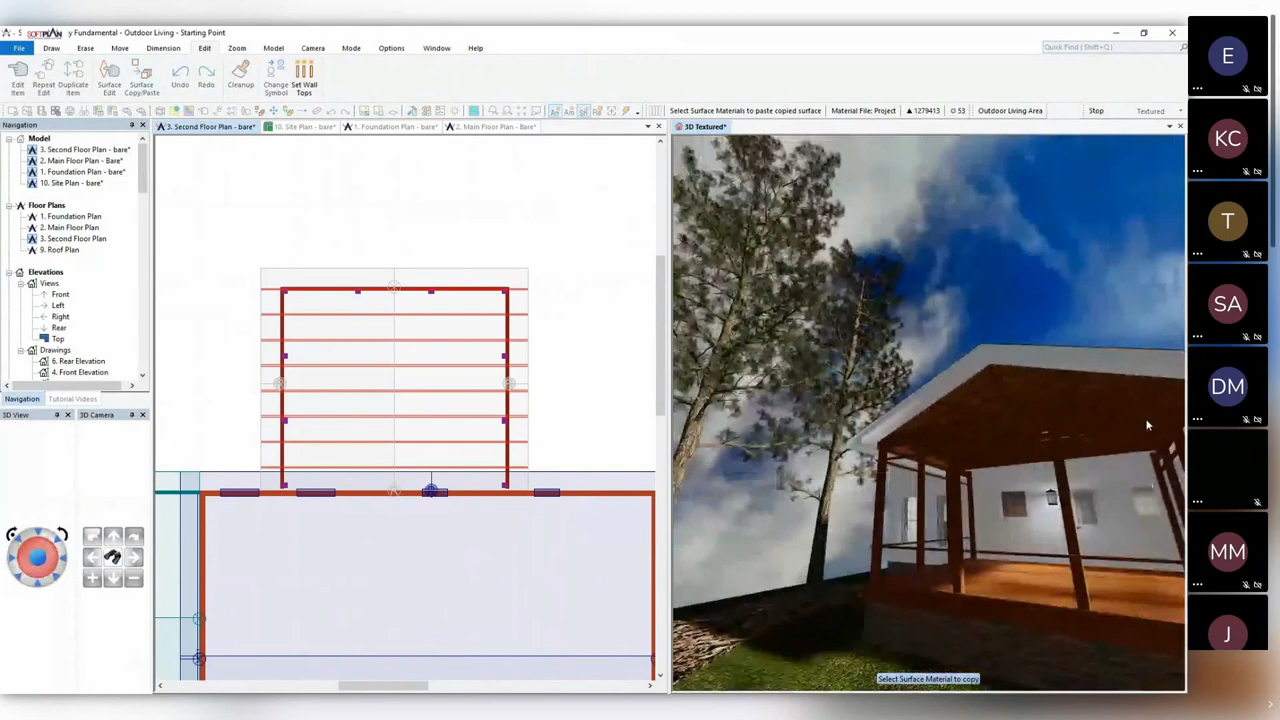 SOFTPLAN y Fundamental - Outdoor Living - Starting Point
File Draw Erase Move Dimension Edit Zoom Model Camera Mode Options Window Help
Quick Find (Shift+Q)
Edit Item Repeat Edit Duplicate Item Surface Edit Surface Copy/Paste Undo Redo Cleanup Change Symbol Set Wall Tops
Select Surface Materials to paste copied surface Material File: Project 1279413 53 Outdoor Living Area Stop Textured
Navigation
3. Second Floor Plan - bare* 10. Site Plan - bare* 1. Foundation Plan - bare* 2. Main Floor Plan - Bare*
3D Textured*
Model
3. Second Floor Plan - bare*
2. Main Floor Plan - Bare*
1. Foundation Plan - bare*
10. Site Plan - bare*
Floor Plans
1. Foundation Plan
2. Main Floor Plan
3. Second Floor Plan
9. Roof Plan
Elevations
Views
Front
Left
Right
Rear
Top
Drawings
6. Rear Elevation
4. Front Elevation
Navigation Tutorial Videos
3D View 3D Camera
Select Surface Material to copy
E
KC
T
SA
DM
MM
J